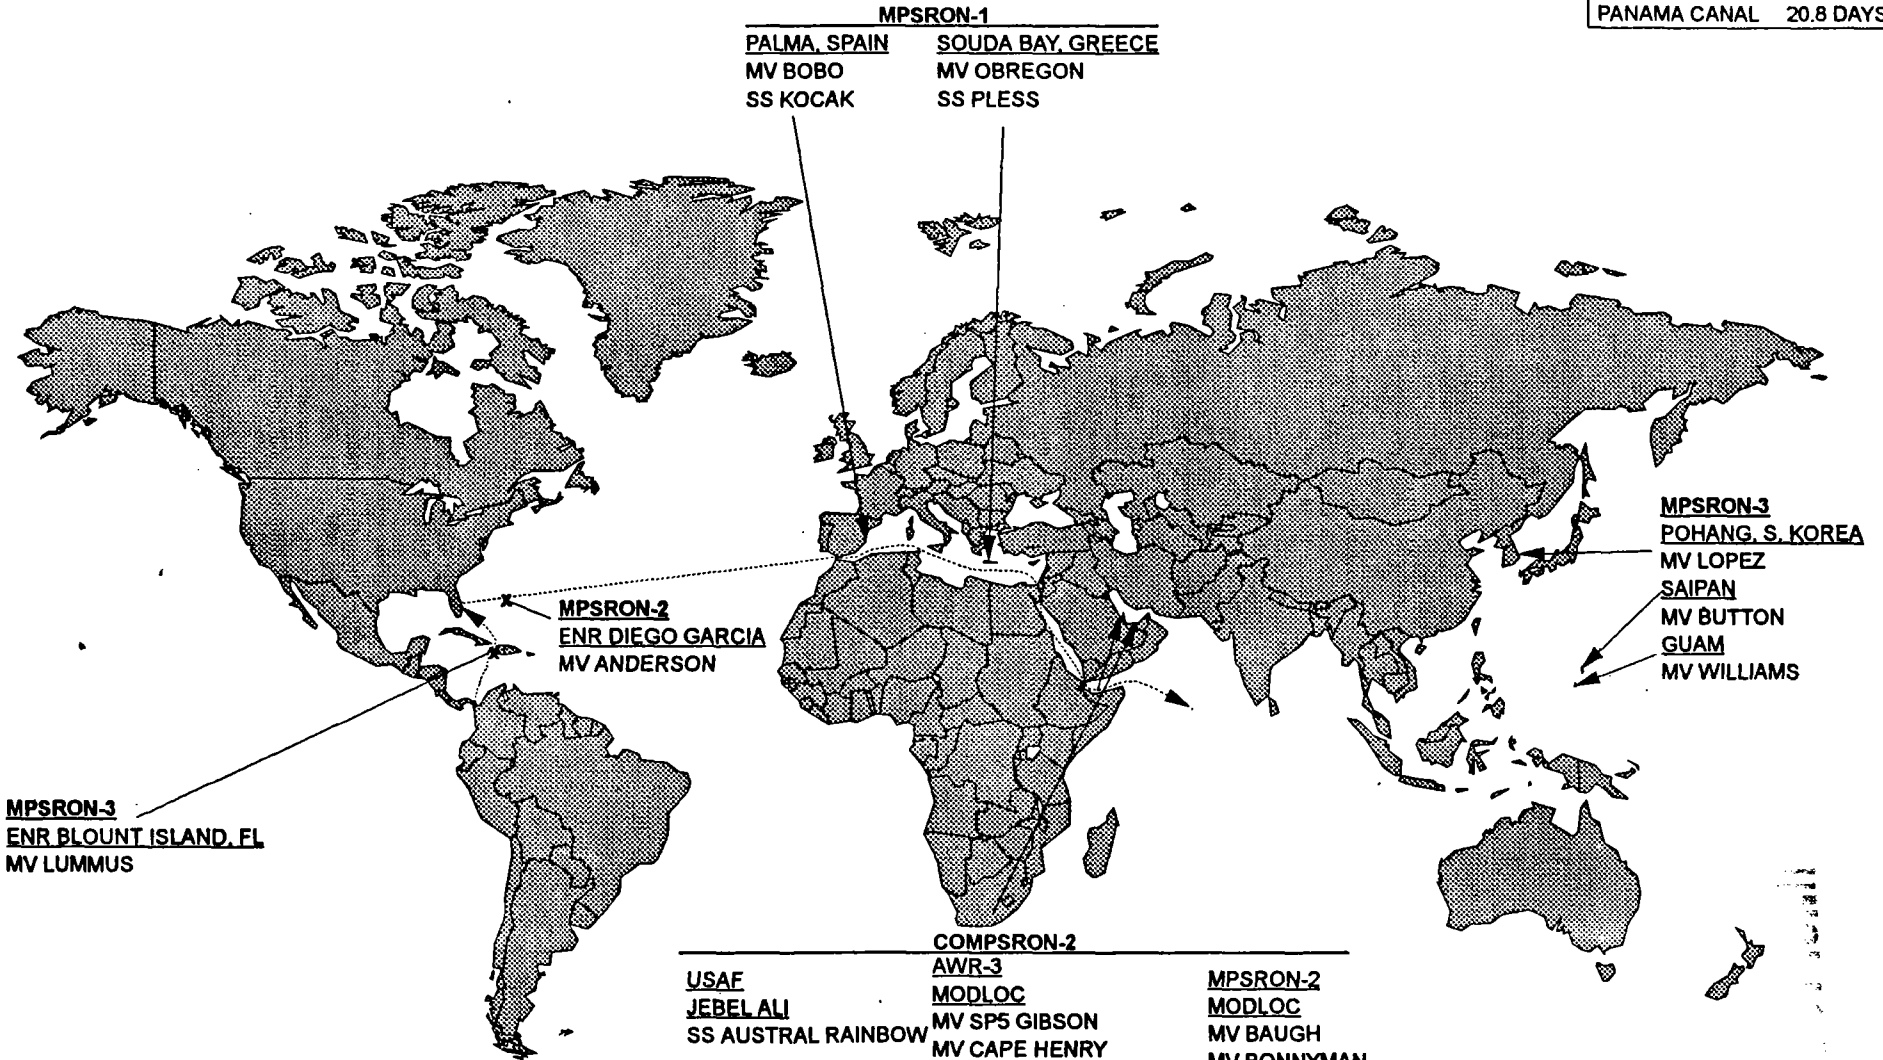 PANAMA CANAL 20.8 DAYS
MPSRON-1
PALMA, SPAIN
MV BOBO
SS KOCAK
SOUDA BAY, GREECE
MV OBREGON
SS PLESS
MPSRON-2
ENR DIEGO GARCIA
MV ANDERSON
MPSRON-3
POHANG, S, KOREA
MV LOPEZ
SAIPAN
MV BUTTON
GUAM
MV WILLIAMS
MPSRON-3
ENR BLOUNT ISLAND, FL
MV LUMMUS
COMPSRON-2
USAF
JEBEL ALI
SS AUSTRAL RAINBOW
AWR-3
MODLOC
MV SP5 GIBSON
MV CAPE HENRY
MPSRON-2
MODLOC
MV BAUGH
MV BONNYMAN